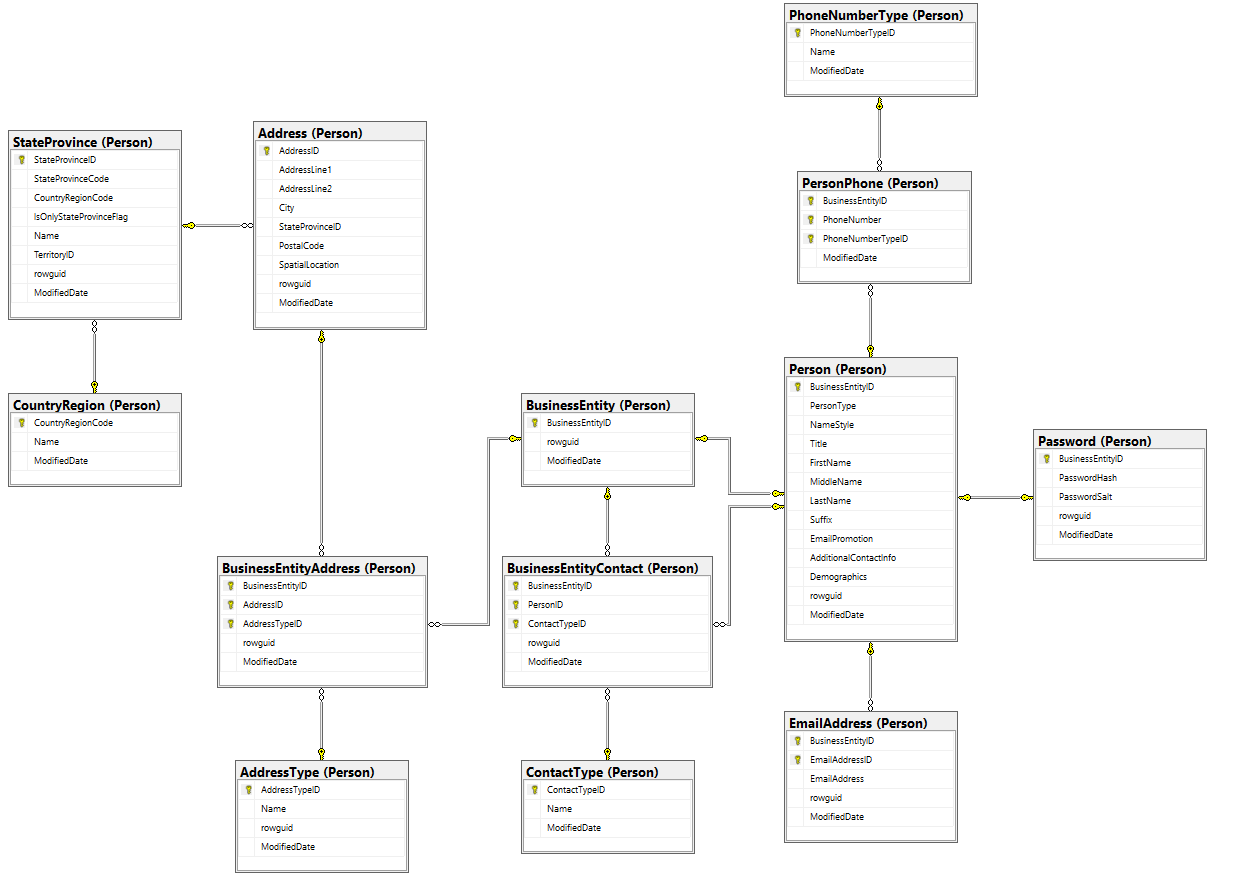 PhoneNumberType (Person)
PhoneNumberTypeID
Name
ModifiedDate
StateProvince (Person)
StateProvinceID
StateProvinceCode
CountryRegionCode
IsOnlyStateProvinceFlag
Name
TerritoryID
rowguid
ModifiedDate
Address (Person)
AddressID
AddressLine1
AddressLine2
City
StateProvinceID
PostalCode
SpatialLocation
rowguid
ModifiedDate
PersonPhone (Person)
BusinessEntityID
PhoneNumber
PhoneNumberTypeID
ModifiedDate
CountryRegion (Person)
CountryRegionCode
Name
ModifiedDate
BusinessEntity (Person)
BusinessEntityID
rowguid
ModifiedDate
Person (Person)
BusinessEntityID
PersonType
NameStyle
Title
FirstName
MiddleName
LastName
Suffix
EmailPromotion
AdditionalContactInfo
Demographics
rowguid
ModifiedDate
Password (Person)
BusinessEntityID
PasswordHash
PasswordSalt
rowguid
ModifiedDate
BusinessEntityAddress (Person)
BusinessEntityID
AddressID
AddressTypeID
rowguid
ModifiedDate
BusinessEntityContact (Person)
BusinessEntityID
PersonID
ContactTypeID
rowguid
ModifiedDate
AddressType (Person)
AddressTypeID
Name
rowguid
ModifiedDate
ContactType (Person)
ContactTypeID
Name
ModifiedDate
EmailAddress (Person)
BusinessEntityID
EmailAddressID
EmailAddress
rowguid
ModifiedDate